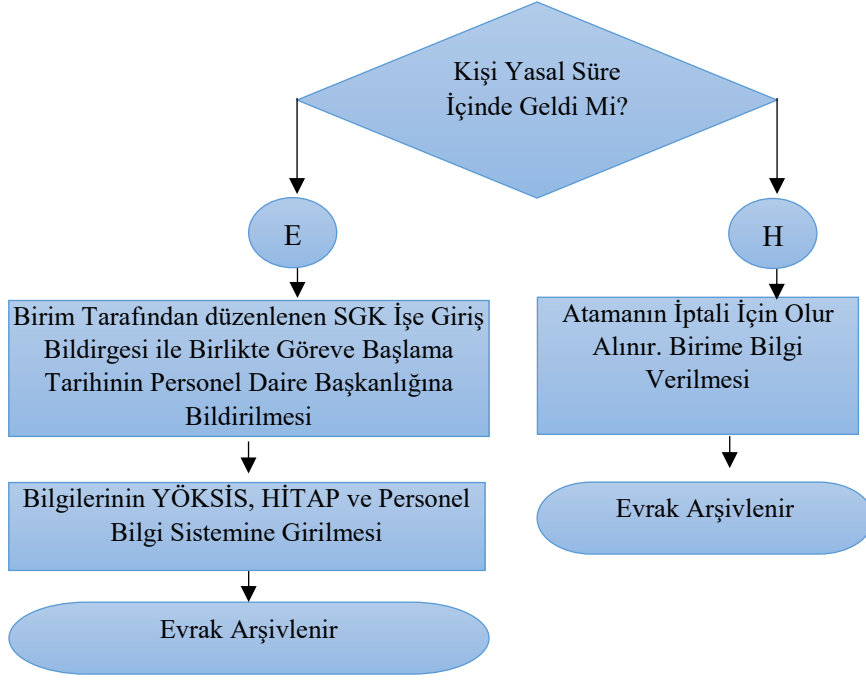 Kişi Yasal Süre
İçinde Geldi Mi?
E
H
Birim Tarafından düzenlenen SGK İşe Giriş
Bildirgesi ile Birlikte Göreve Başlama
Tarihinin Personel Daire Başkanlığına
Bildirilmesi
Atamanın İptali İçin Olur
Alınır. Birime Bilgi
Verilmesi
Bilgilerinin YÖKSİS, HİTAP ve Personel
Bilgi Sistemine Girilmesi
Evrak Arşivlenir
Evrak Arşivlenir